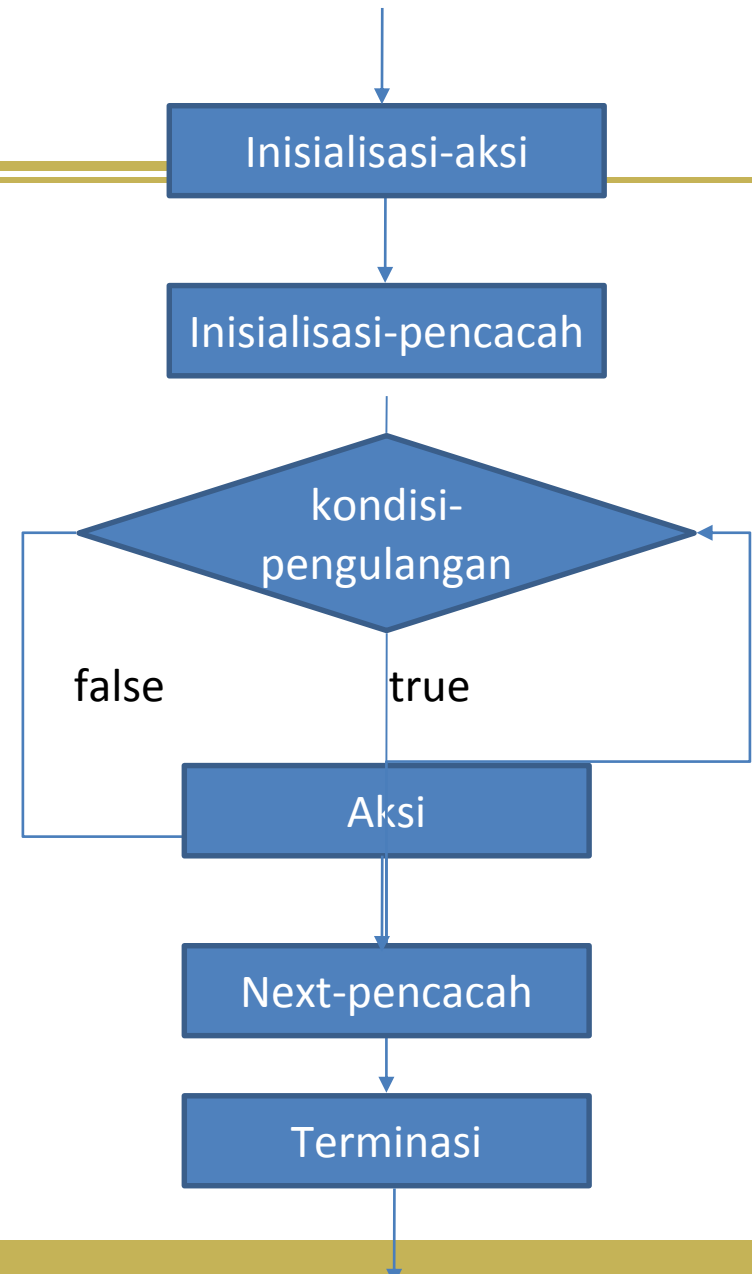 Inisialisasi-aksi
Inisialisasi-pencacah
kondisi-
pengulangan
false
true
Aksi
Next-pencacah
Terminasi